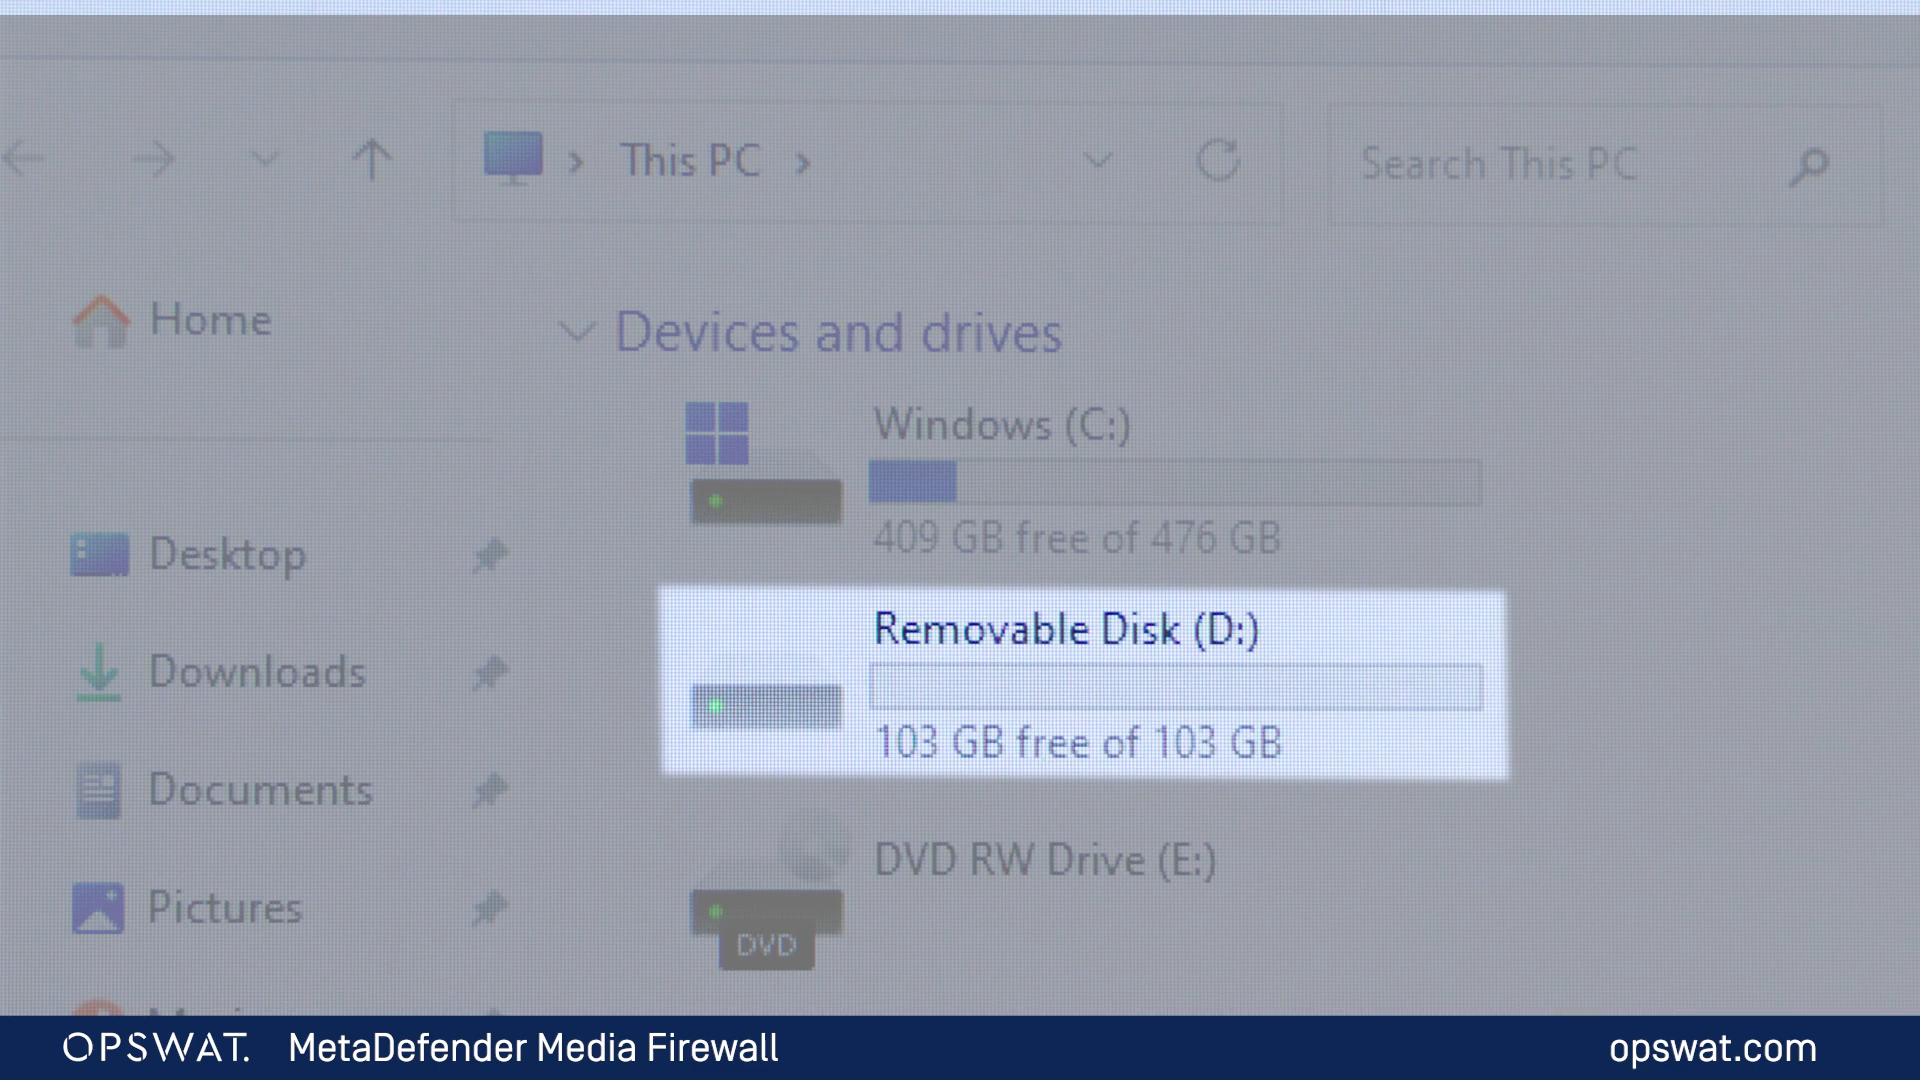 This PC
Search This PC
Home
Devices and drives
Windows (C:)
409 GB free of 476 GB
Desktop
Removable Disk (D:)
103 GB free of 103 GB
Downloads
Documents
DVD RW Drive (E:)
DVD
Pictures
OPSWAT. MetaDefender Media Firewall opswat.com